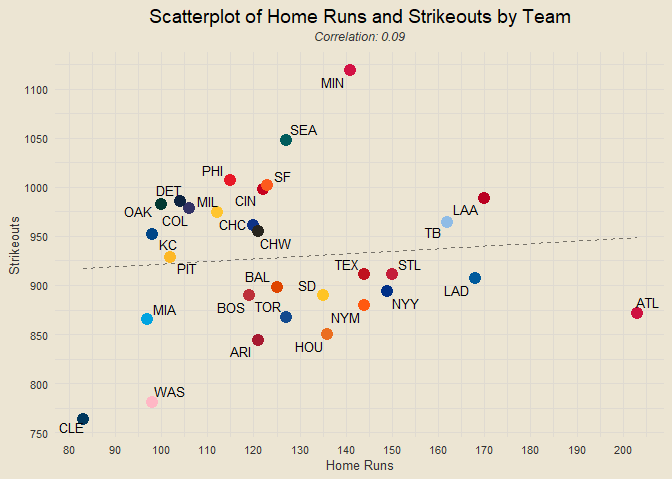 Scatterplot of Home Runs and Strikeouts by Team
Correlation: 0.09
MIN
1100
SEA
1050
PHI
SF
1000
DET
MIL
CIN
LAA
OAK
COL
CHC
TB
950
KC
CHW
PIT
TEX
STL
BAL
SD
LAD
900
BOS
TOR
NYY
ATL
MIA
NYM
850
ARI
HOU
800
WAS
CLE
750
80 90 100 110 120 130 140 150 160 170 180 190 200
Home Runs
Strikeouts